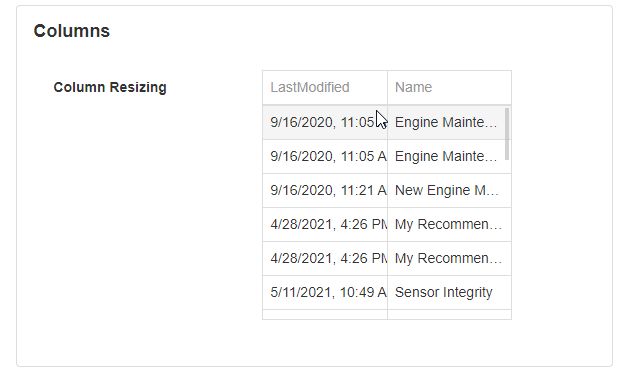 Columns
Column Resizing
LastModified Name
9/16/2020, 11:05 Engine Mainte...
9/16/2020, 11:05 A Engine Mainte...
9/16/2020, 11:21 A New Engine M...
4/28/2021, 4:26 PM My Recommen...
4/28/2021, 4:26 PM My Recommen...
5/11/2021, 10:49 A Sensor Integrity